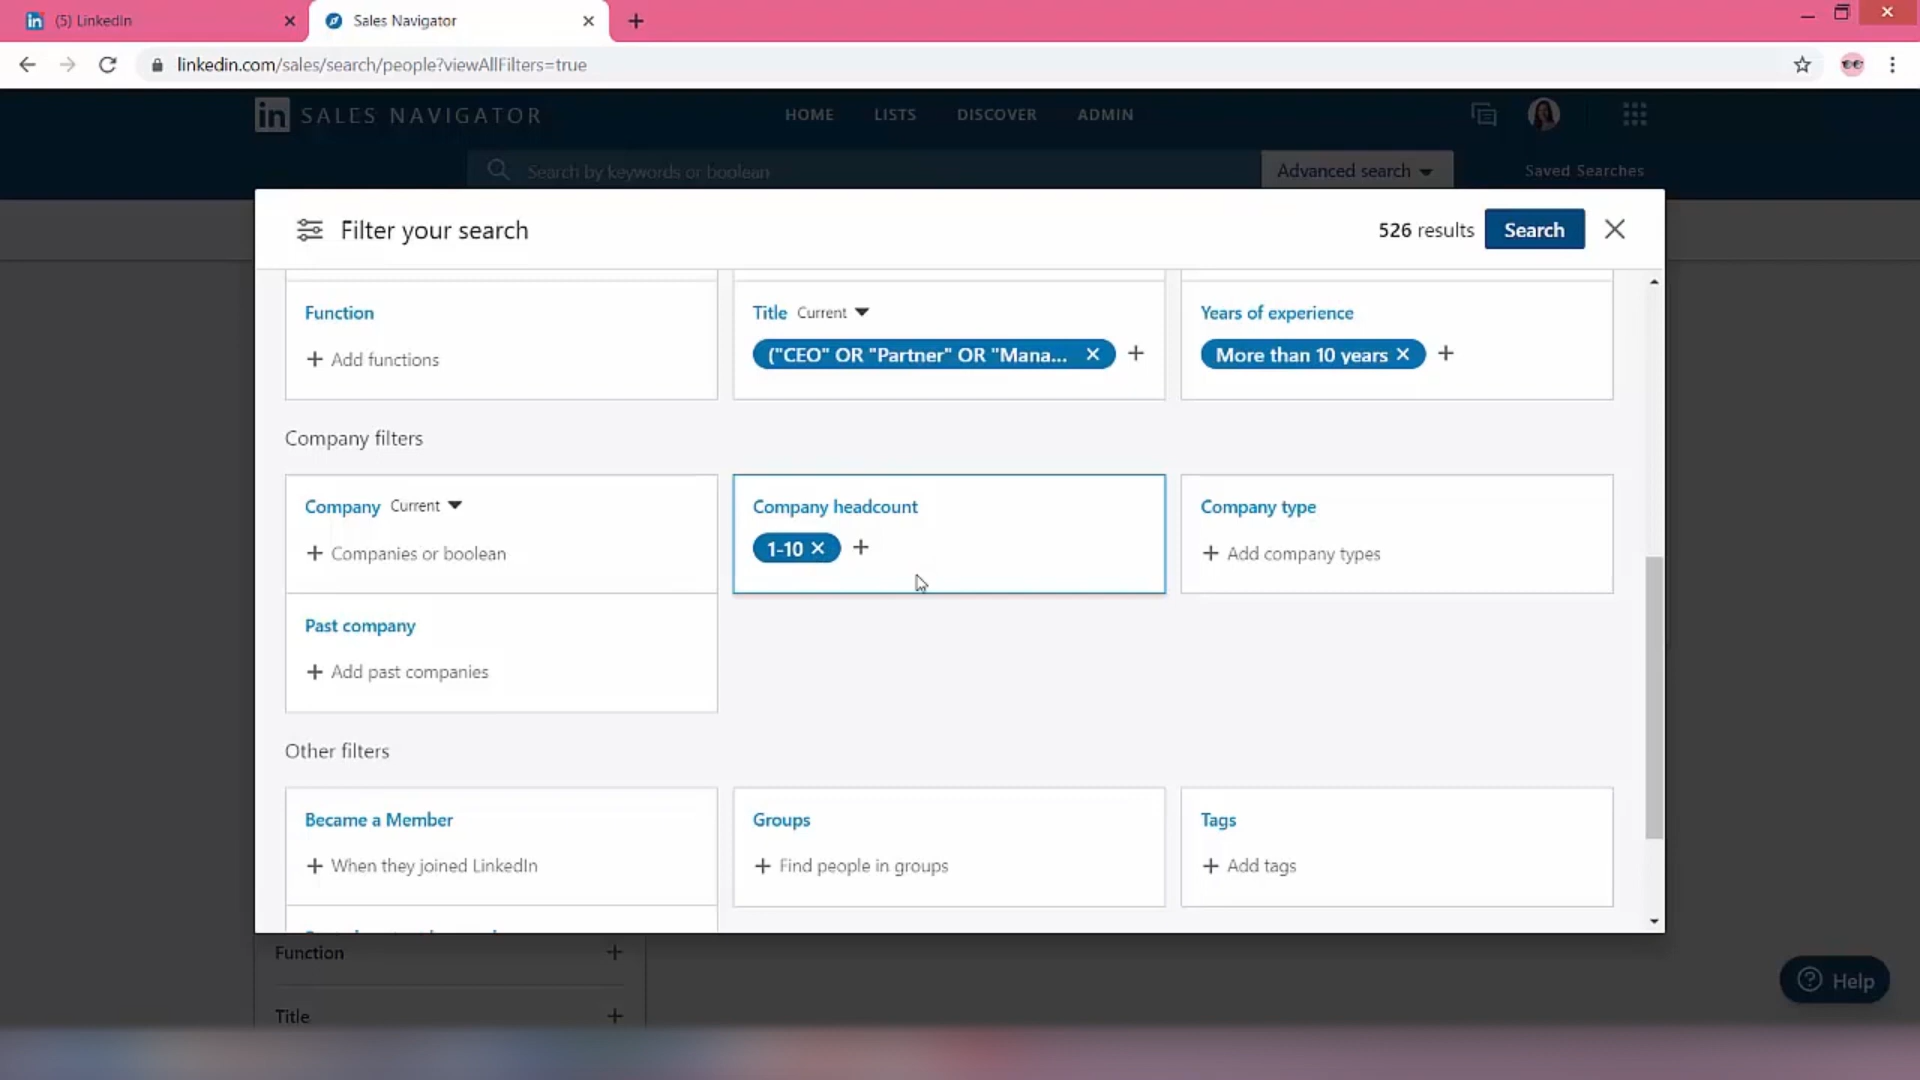 (5) LinkedIn
Sales Navigator
linkedin.com/sales/search/people?viewAllFilters=true
in SALES NAVIGATOR
HOME LISTS DISCOVER ADMIN
Search by keywords or boolean
Advanced search
Saved Searches
Filter your search
526 results
Search
Function
+ Add functions
Title Current
("CEO" OR "Partner" OR "Mana... × +
Years of experience
More than 10 years × +
Company filters
Company Current
+ Companies or boolean
Company headcount
1-10 × +
Company type
+ Add company types
Past company
+ Add past companies
Other filters
Became a Member
+ When they joined LinkedIn
Groups
+ Find people in groups
Tags
+ Add tags
Function +
Title +
Help